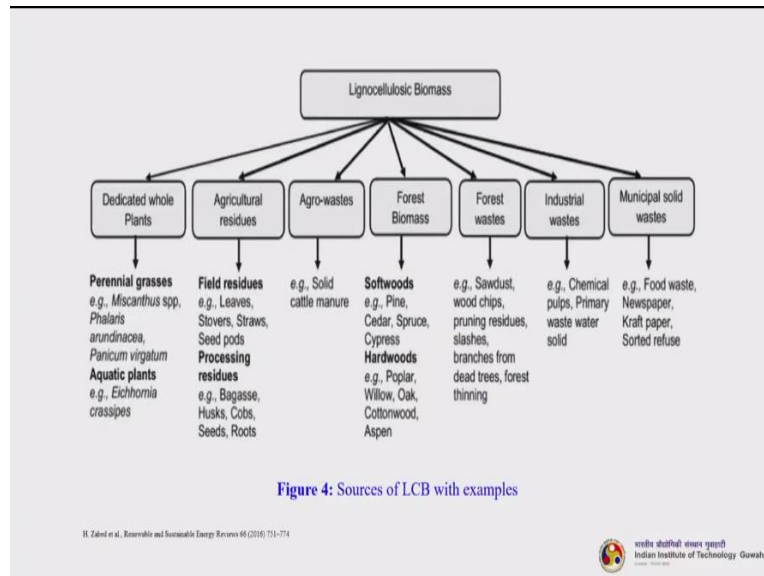 Lignocellulosic Biomass
Dedicated whole
Plants
Agricultural
residues
Agro-wastes
Forest
Biomass
Forest
wastes
Industrial
wastes
Municipal solid
wastes
Perennial grasses
e.g., Miscanthus spp,
Phalaris
arundinacea,
Panicum virgatum
Aquatic plants
e.g., Eichhornia
crassipes
Field residues
e.g., Leaves,
Stovers, Straws,
Seed pods
Processing
residues
e.g., Bagasse,
Husks, Cobs,
Seeds, Roots
e.g., Solid
cattle manure
Softwoods
e.g., Pine,
Cedar, Spruce,
Cypress
Hardwoods
e.g., Poplar,
Willow, Oak,
Cottonwood,
Aspen
e.g., Sawdust,
wood chips,
pruning residues,
slashes,
branches from
dead trees, forest
thinning
e.g., Chemical
pulps, Primary
waste water
solid
e.g., Food waste,
Newspaper,
Kraft paper,
Sorted refuse
Figure 4: Sources of LCB with examples
H. Zabed et al., Renewable and Sustainable Energy Reviews 66 (2016) 751–774
भारतीय प्रौद्योगिकी संस्थान गुवाहाटी
Indian Institute of Technology Guwah